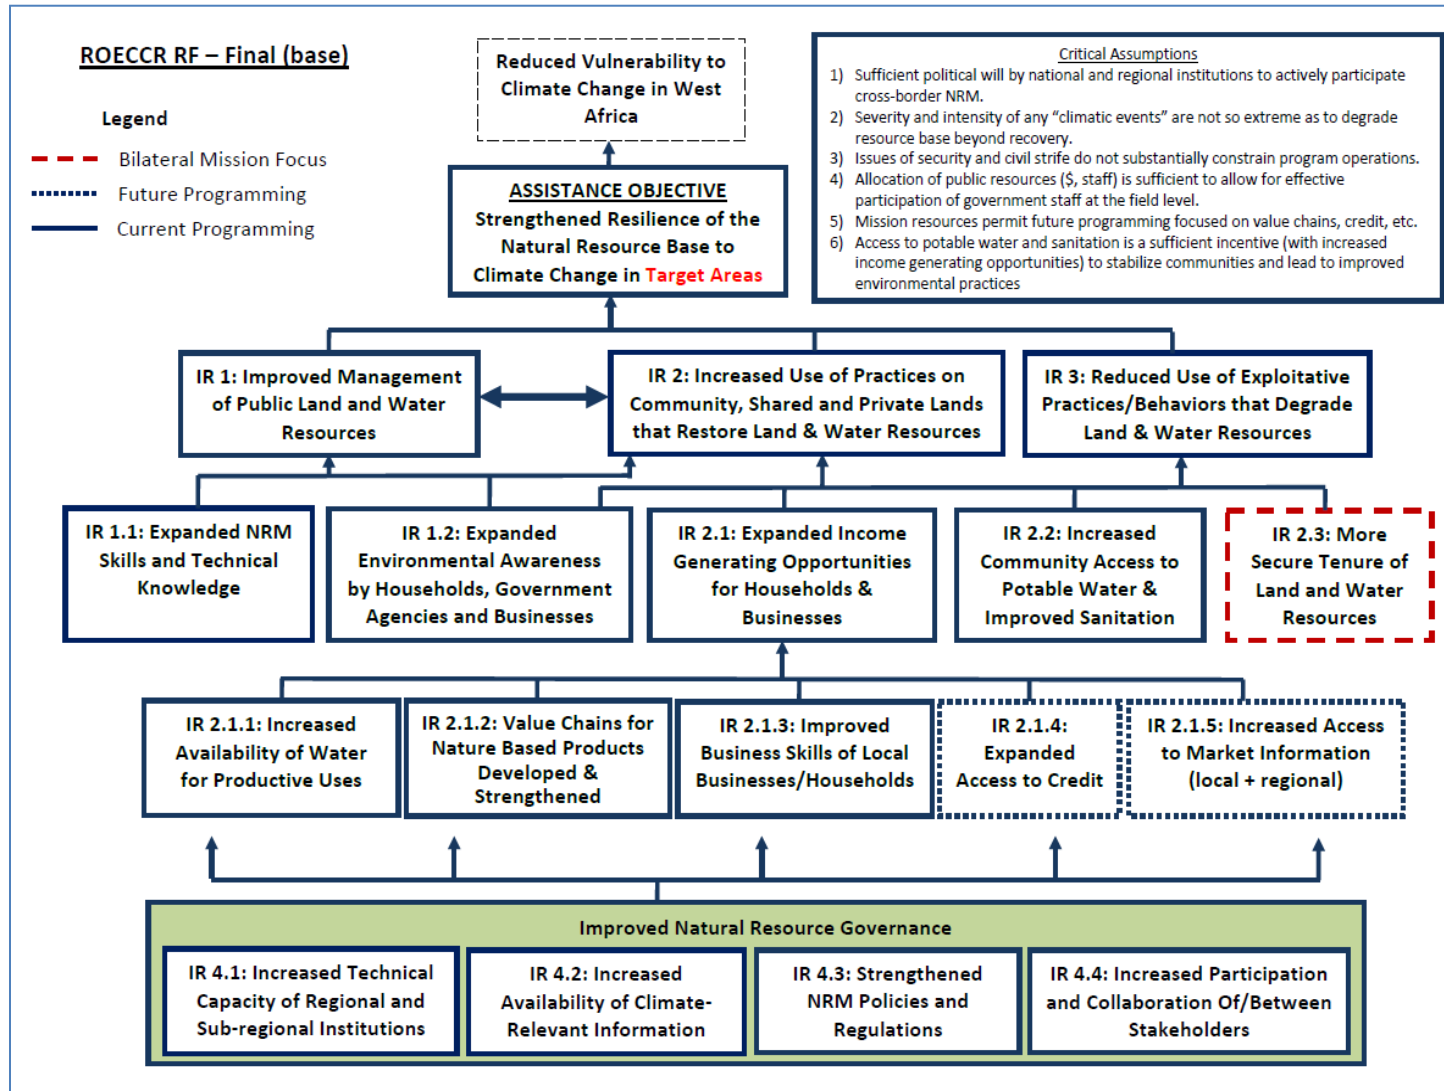 ROECCR RF – Final (base)
Legend
Bilateral Mission Focus
Future Programming
Current Programming
Reduced Vulnerability to
Climate Change in West
Africa
Critical Assumptions
1) Sufficient political will by national and regional institutions to actively participate
cross-border NRM.
2) Severity and intensity of any “climatic events” are not so extreme as to degrade
resource base beyond recovery.
3) Issues of security and civil strife do not substantially constrain program operations.
4) Allocation of public resources ($, staff) is sufficient to allow for effective
participation of government staff at the field level.
5) Mission resources permit future programming focused on value chains, credit, etc.
6) Access to potable water and sanitation is a sufficient incentive (with increased
income generating opportunities) to stabilize communities and lead to improved
environmental practices
ASSISTANCE OBJECTIVE
Strengthened Resilience of the
Natural Resource Base to
Climate Change in Target Areas
IR 1: Improved Management
of Public Land and Water
Resources
IR 2: Increased Use of Practices on
Community, Shared and Private Lands
that Restore Land & Water Resources
IR 3: Reduced Use of Exploitative
Practices/Behaviors that Degrade
Land & Water Resources
IR 1.1: Expanded NRM
Skills and Technical
Knowledge
IR 1.2: Expanded
Environmental Awareness
by Households, Government
Agencies and Businesses
IR 2.1: Expanded Income
Generating Opportunities
for Households &
Businesses
IR 2.2: Increased
Community Access to
Potable Water &
Improved Sanitation
IR 2.3: More
Secure Tenure of
Land and Water
Resources
IR 2.1.1: Increased
Availability of Water
for Productive Uses
IR 2.1.2: Value Chains for
Nature Based Products
Developed &
Strengthened
IR 2.1.3: Improved
Business Skills of Local
Businesses/Households
IR 2.1.4:
Expanded
Access to Credit
IR 2.1.5: Increased Access
to Market Information
(local + regional)
Improved Natural Resource Governance
IR 4.1: Increased Technical
Capacity of Regional and
Sub-regional Institutions
IR 4.2: Increased
Availability of Climate-
Relevant Information
IR 4.3: Strengthened
NRM Policies and
Regulations
IR 4.4: Increased Participation
and Collaboration Of/Between
Stakeholders